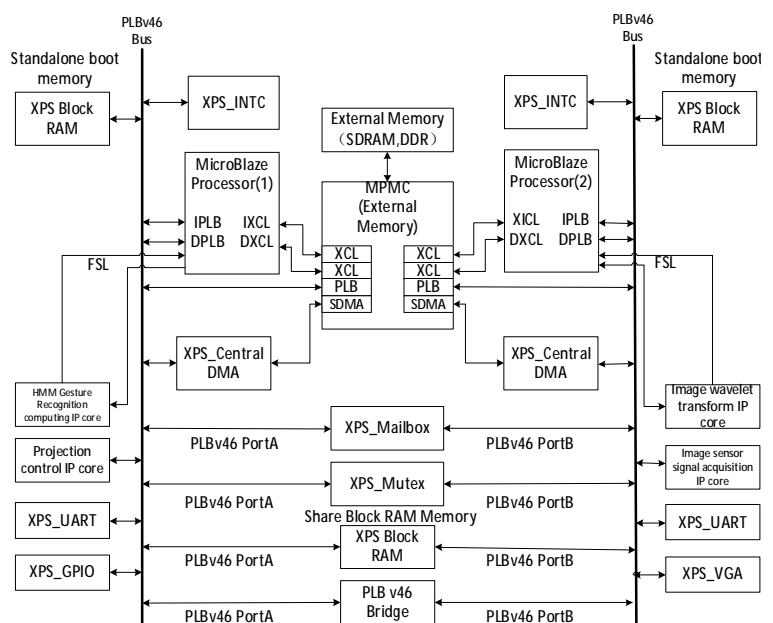 PLBv46
Bus
PLBv46
Bus
Standalone boot
memory
XPS Block
RAM
XPS_INTC
External Memory
（SDRAM,DDR）
XPS_INTC
Standalone boot
memory
XPS Block
RAM
MicroBlaze
Processor(1)
IPLB IXCL
DPLB DXCL
MPMC
(External
Memory)
XCL XCL
XCL XCL
PLB PLB
SDMA SDMA
MicroBlaze
Processor(2)
XICL IPLB
DXCL DPLB
FSL
FSL
XPS_Central
DMA
XPS_Central
DMA
HMM Gesture
Recognition
computing IP core
Image wavelet
transform IP
core
XPS_Mailbox
PLBv46 PortA
PLBv46 PortB
Projection
control IP core
Image sensor
signal acquisition
IP core
XPS_Mutex
PLBv46 PortA
PLBv46 PortB
XPS_UART
Share Block RAM Memory
XPS_UART
XPS Block
RAM
PLBv46 PortA
PLBv46 PortB
XPS_GPIO
XPS_VGA
PLB v46
Bridge
PLBv46 PortA
PLBv46 PortB